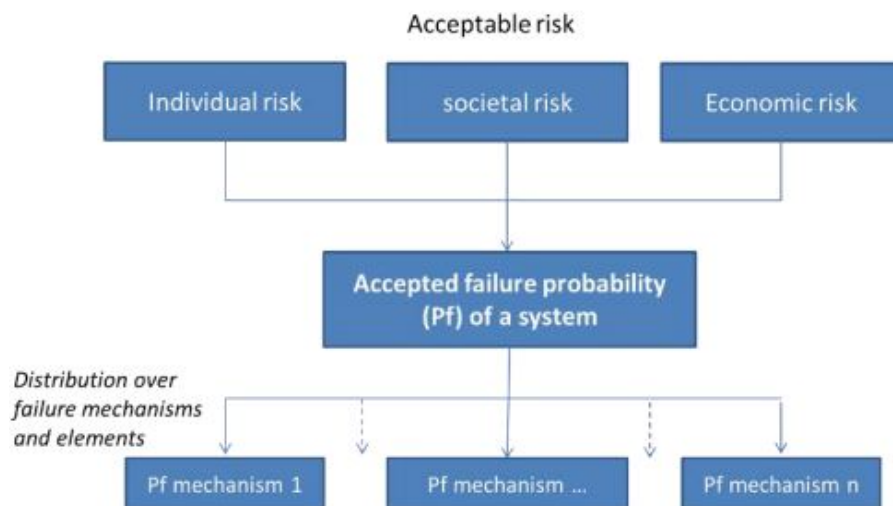 Acceptable risk
Individual risk
societal risk
Economic risk
Accepted failure probability
(Pf) of a system
Distribution over
failure mechanisms
and elements
Pf mechanism 1
Pf mechanism ...
Pf mechanism n